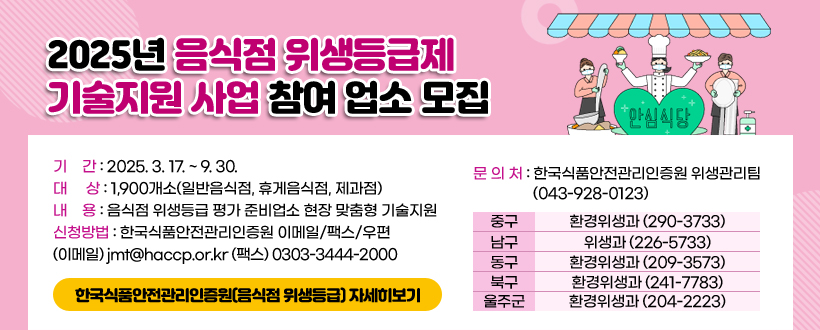 2025년 음식점 위생등급제
기술지원 사업 참여 업소 모집
안심식당
기 간 : 2025. 3. 17. ~ 9. 30.
대 상 : 1,900개소(일반음식점, 휴게음식점, 제과점)
내 용 : 음식점 위생등급 평가 준비업소 현장 맞춤형 기술지원
신청방법 : 한국식품안전관리인증원 이메일/팩스/우편
(이메일) jmt@haccp.or.kr (팩스) 0303-3444-2000
한국식품안전관리인증원(음식점 위생등급) 자세히보기
문 의 처 : 한국식품안전관리인증원 위생관리팀
(043-928-0123)
중구 환경위생과 (290-3733)
남구 위생과 (226-5733)
동구 환경위생과 (209-3573)
북구 환경위생과 (241-7783)
울주군 환경위생과 (204-2223)